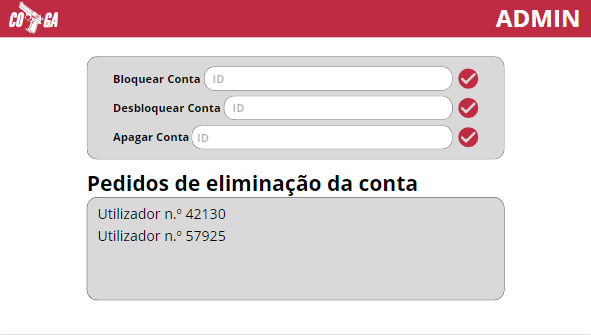 CO GA
ADMIN
Bloquear Conta ID
Desbloquear Conta ID
Apagar Conta ID
Pedidos de eliminação da conta
Utilizador n.º 42130
Utilizador n.º 57925